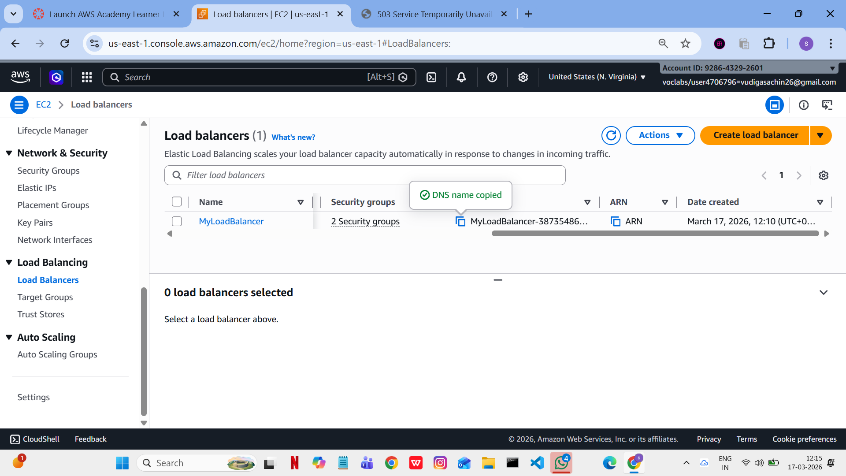 Launch AWS Academy Learner
Load balancers | EC2 | us-east-1
503 Service Temporarily Unavai
us-east-1.console.aws.amazon.com/ec2/home?region=us-east-1#LoadBalancers:
S
aws
Search
[Alt+S]
United States (N. Virginia)
Account ID: 9286-4329-2601
voclabs/user4706796=vudigasachin26@gmail.com
EC2
Load balancers
Lifecycle Manager
Network & Security
Security Groups
Elastic IPs
Placement Groups
Key Pairs
Network Interfaces
Load Balancing
Load Balancers
Target Groups
Trust Stores
Auto Scaling
Auto Scaling Groups
Settings
Load balancers (1) What's new?
Actions
Create load balancer
Elastic Load Balancing scales your load balancer capacity automatically in response to changes in incoming traffic.
Filter load balancers
1
DNS name copied
Name
Security groups
ARN
Date created
MyLoadBalancer
2 Security groups
MyLoadBalancer-38735486...
ARN
March 17, 2026, 12:10 (UTC+0...
0 load balancers selected
Select a load balancer above.
CloudShell
Feedback
© 2026, Amazon Web Services, Inc. or its affiliates.
Privacy
Terms
Cookie preferences
1
Search
4
ENG
IN
12:15
17-03-2026